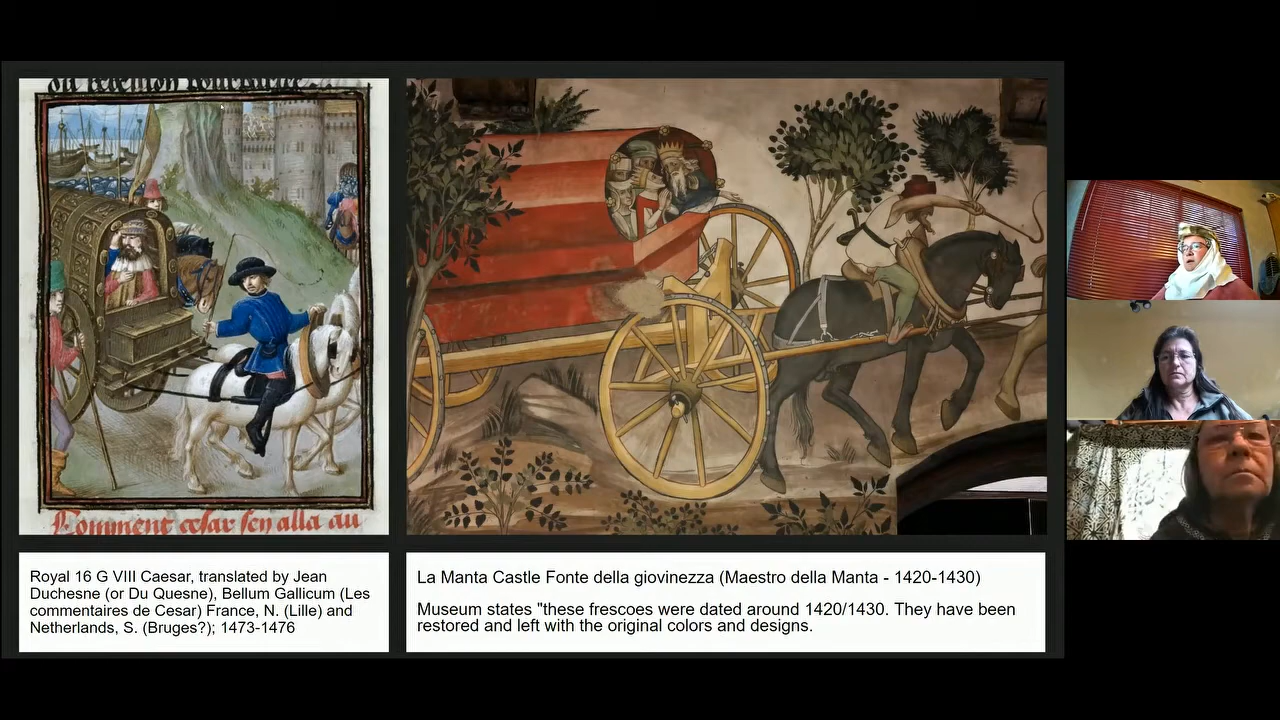 Comment cesar sen alla au
Royal 16 G VIII Caesar, translated by Jean
Duchesne (or Du Quesne), Bellum Gallicum (Les
commentaires de Cesar) France, N. (Lille) and
Netherlands, S. (Bruges?); 1473-1476
La Manta Castle Fonte della giovinezza (Maestro della Manta - 1420-1430)
Museum states "these frescoes were dated around 1420/1430. They have been
restored and left with the original colors and designs.